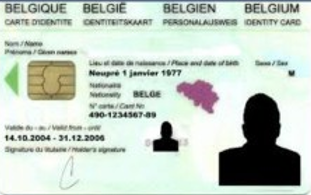 BELGIQUE BELGIË BELGIEN BELGIUM
CARTE D'IDENTITE IDENTITEITSKAART PERSONALAUSWEIS IDENTITY CARD
Nom / Name
Prénoms / Given names
Lieu et date de naissance / Place and date of birth Sexe / Sex
Neupré 1 janvier 1977 M
Nationalité
Nationality BELGE
N° carte / Card No
490-1234567-89
Valide du - au / Valid from - until
14.10.2004 - 31.12.2006
Signature du titulaire / Holder's signature